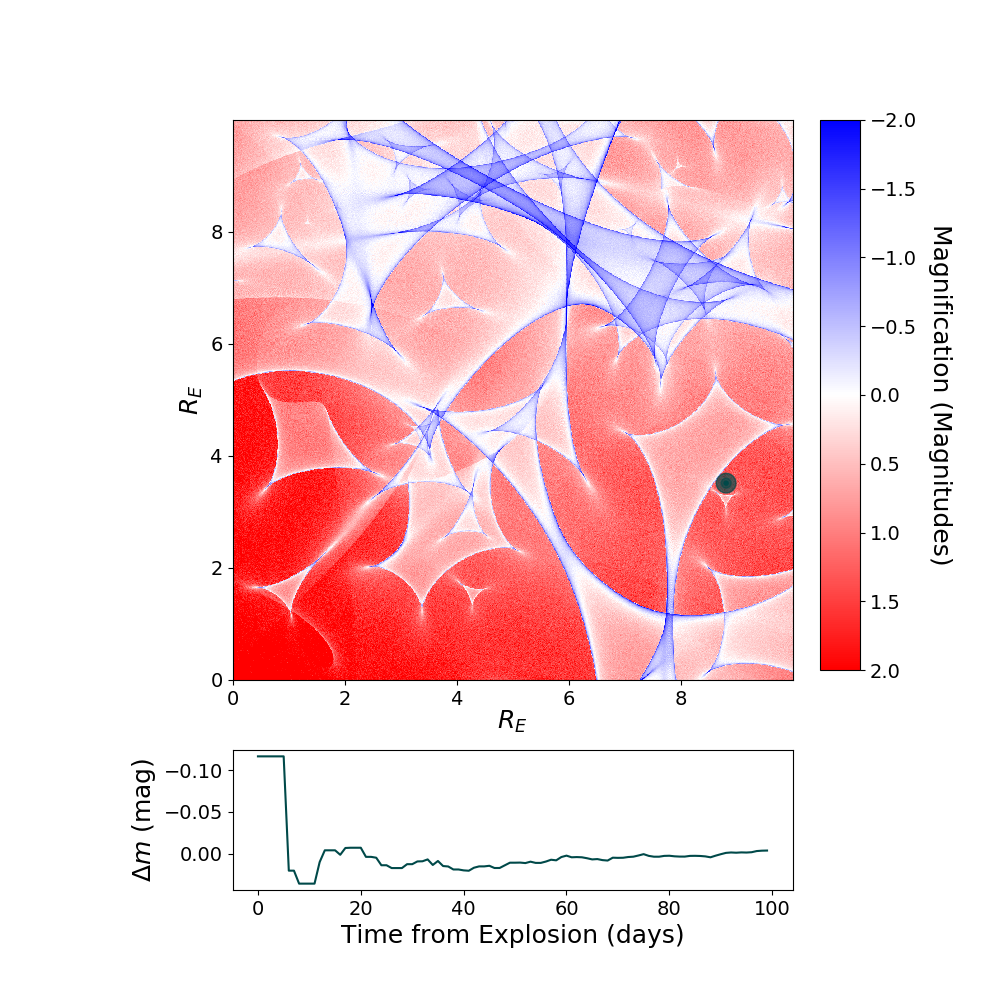 8
6
4
2
0
R_E
0 2 4 6 8
R_E
−2.0
−1.5
−1.0
−0.5
0.0
0.5
1.0
1.5
2.0
Magnification (Magnitudes)
−0.10
−0.05
0.00
Δm (mag)
0 20 40 60 80 100
Time from Explosion (days)